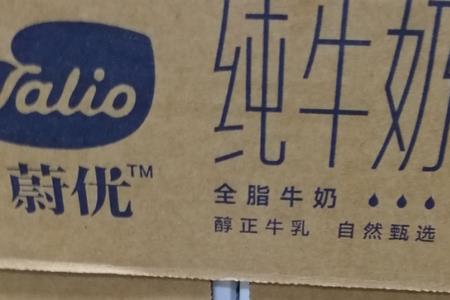 Valio
蔚优™
纯牛奶
全脂牛奶
醇正牛乳 自然甄选